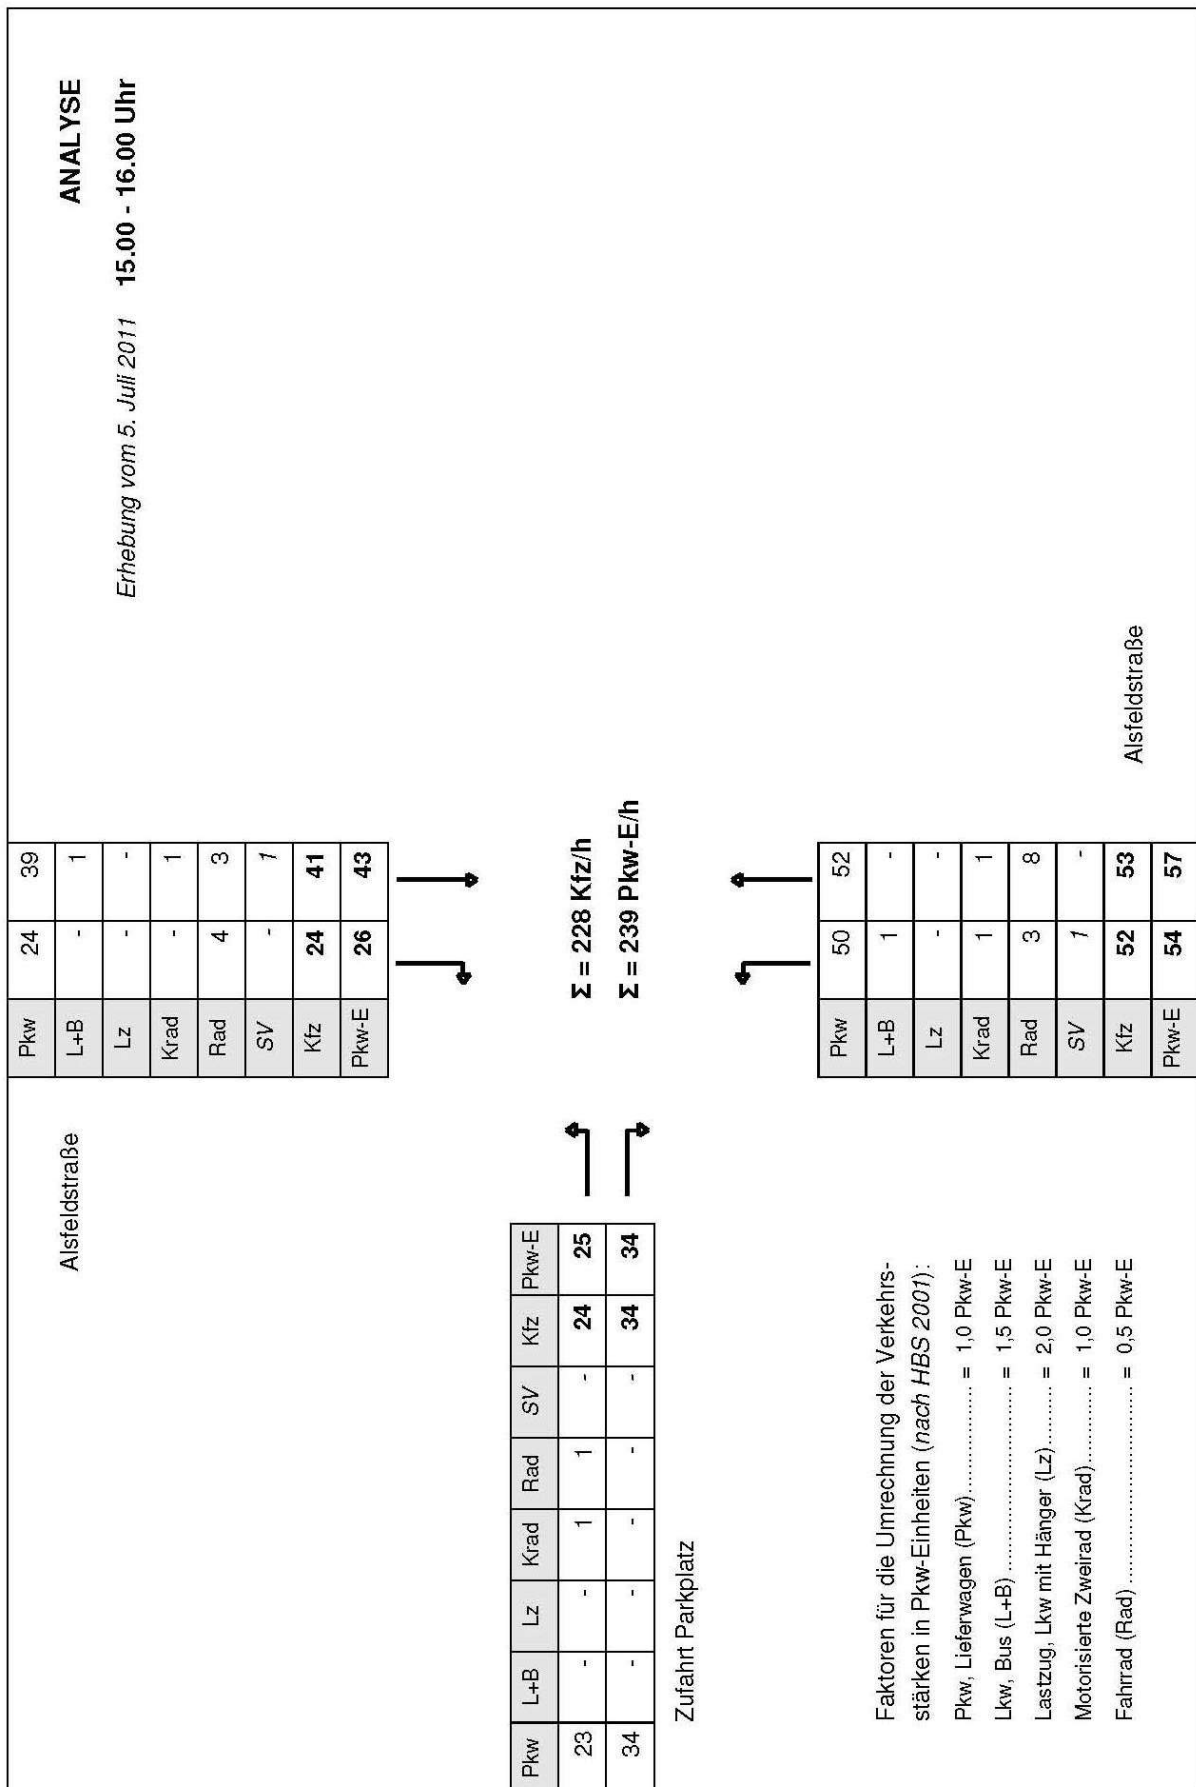 ANALYSE
Erhebung vom 5. Juli 2011 15.00 - 16.00 Uhr
Alsfeldstraße
Pkw 24 39
L+B - 1
Lz - -
Krad - 1
Rad 4 3
SV - 1
Kfz 24 41
Pkw-E 26 43
Pkw L+B Lz Krad Rad SV Kfz Pkw-E
23 - - 1 1 - 24 25
34 - - - - - 34 34
Zufahrt Parkplatz
Σ = 228 Kfz/h
Σ = 239 Pkw-E/h
Pkw 50 52
L+B 1 -
Lz - -
Krad 1 1
Rad 3 8
SV 1 -
Kfz 52 53
Pkw-E 54 57
Alsfeldstraße
Faktoren für die Umrechnung der Verkehrs-
stärken in Pkw-Einheiten (nach HBS 2001):
Pkw, Lieferwagen (Pkw)................. = 1,0 Pkw-E
Lkw, Bus (L+B) ............................... = 1,5 Pkw-E
Lastzug, Lkw mit Hänger (Lz).......... = 2,0 Pkw-E
Motorisierte Zweirad (Krad)............ = 1,0 Pkw-E
Fahrrad (Rad) ................................. = 0,5 Pkw-E